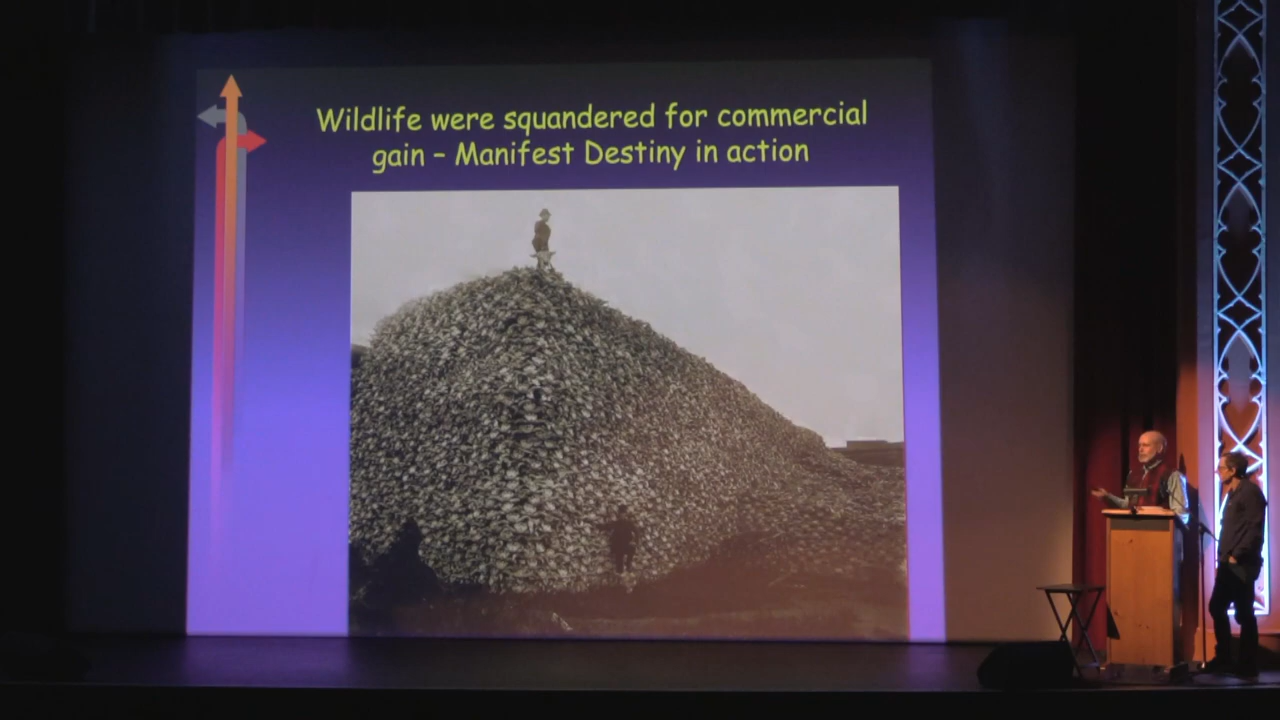 Wildlife were squandered for commercial
gain – Manifest Destiny in action